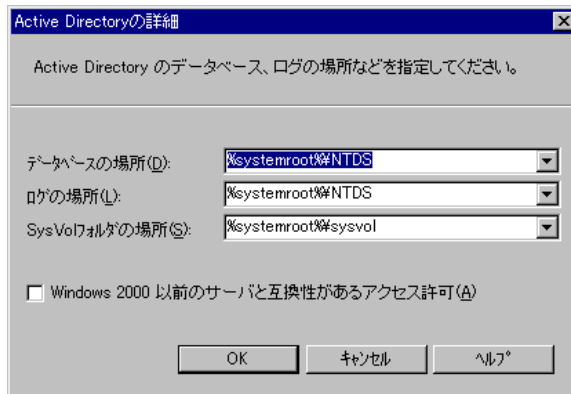 Active Directoryの詳細
Active Directory のデータベース、ログの場所などを指定してください。
ﾃﾞｰﾀﾍﾞｰｽの場所(D): %systemroot%¥NTDS
ﾛｸﾞの場所(L): %systemroot%¥NTDS
SysVolﾌｫﾙﾀﾞの場所(S): %systemroot%¥sysvol
Windows 2000 以前のサーバと互換性があるアクセス許可(A)
OK ｷｬﾝｾﾙ ﾍﾙﾌﾟ